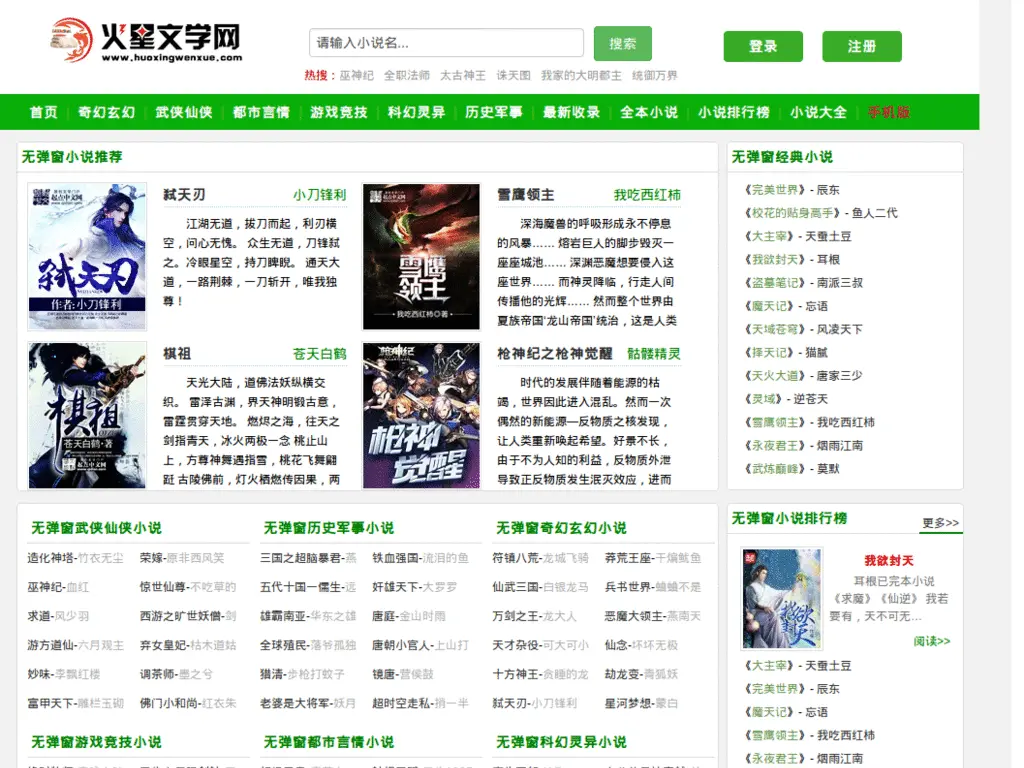 火星文学网
www.huoxingwenxue.com
请输入小说名...
搜索
登录
注册
热搜：巫神纪 全职法师 太古神王 诛天图 我家的大明郡主 统御万界
首页 奇幻玄幻 武侠仙侠 都市言情 游戏竞技 科幻灵异 历史军事 最新收录 全本小说 小说排行榜 小说大全 手机版
无弹窗小说推荐
弑天刃 小刀锋利
江湖无道，拔刀而起，利刃横
空，问心无愧。 众生无道，刀锋弑
之。冷眼星空，持刀睥睨。 通天大
道，一路荆棘，一刀斩开，唯我独
尊！
弑天刃
作者:小刀锋利
雪鹰领主 我吃西红柿
深海魔兽的呼吸形成永不停息
的风暴…… 熔岩巨人的脚步毁灭一
座座城池…… 深渊恶魔想要侵入这
座世界…… 而神灵降临，行走人间
传播他的光辉…… 然而整个世界由
夏族帝国‘龙山帝国’统治，这是人类
雪鹰
领主
我吃西红柿◎著
棋祖 苍天白鹤
天光大陆，道佛法妖纵横交
织。 雷泽古渊，界天神明锻古意，
雷霆贯穿天地。 燃烬之海，往天之
剑指青天，冰火两极一念 桃止山
上，方尊神舞遇指雪，桃花飞舞翩
跹 古陵佛前，灯火栖燃传因果，两
棋祖
苍天白鹤·著
枪神纪之枪神觉醒 骷髅精灵
时代的发展伴随着能源的枯
竭，世界因此进入混乱。然而一次
偶然的新能源—反物质之核发现，
让人类重新唤起希望。好景不长，
由于不为人知的利益，反物质外泄
导致正反物质发生泯灭效应，进而
枪神纪
枪神
觉醒
无弹窗经典小说
《完美世界》- 辰东
《校花的贴身高手》- 鱼人二代
《大主宰》- 天蚕土豆
《我欲封天》- 耳根
《盗墓笔记》- 南派三叔
《魔天记》- 忘语
《天域苍穹》- 风凌天下
《择天记》- 猫腻
《天火大道》- 唐家三少
《灵域》- 逆苍天
《雪鹰领主》- 我吃西红柿
《永夜君王》- 烟雨江南
《武炼巅峰》- 莫默
无弹窗武侠仙侠小说
造化神塔-竹衣无尘 荣嫁-原非西风笑
巫神纪-血红 惊世仙尊-不吃草的
求道-风少羽 西游之旷世妖僧-剑
游方道仙-六月观主 弃女皇妃-枯木道姑
妙味-李飘红楼 调茶师-墨之兮
富甲天下-雕栏玉砌 佛门小和尚-红衣朱
无弹窗历史军事小说
三国之超脑暴君-燕 铁血强国-流泪的鱼
五代十国一儒生-远 奸雄天下-大罗罗
雄霸南亚-华东之雄 唐庭-金山时雨
全球殖民-落爷孤独 唐朝小官人-上山打
猎清-步枪打蚊子 镜唐-营侯鼓
老婆是大将军-妖月 超时空走私-捎一半
无弹窗奇幻玄幻小说
符镇八荒-龙城飞骑 莽荒王座-干煸鱿鱼
仙武三国-白银龙马 兵书世界-蛐蛐不是
万剑之王-龙大人 恶魔大领主-燕南天
天才杂役-可大可小 仙念-坏坏无极
十方神王-贪睡的龙 劫龙变-青狐妖
弑天刃-小刀锋利 星河梦想-蒙白
无弹窗小说排行榜
更多>>
我欲封天
耳根已完本小说
《求魔》《仙逆》 我若
要有，天不可无...
阅读>>
《大主宰》- 天蚕土豆
《完美世界》- 辰东
《魔天记》- 忘语
《雪鹰领主》- 我吃西红柿
《永夜君王》- 烟雨江南
无弹窗游戏竞技小说
无弹窗都市言情小说
无弹窗科幻灵异小说